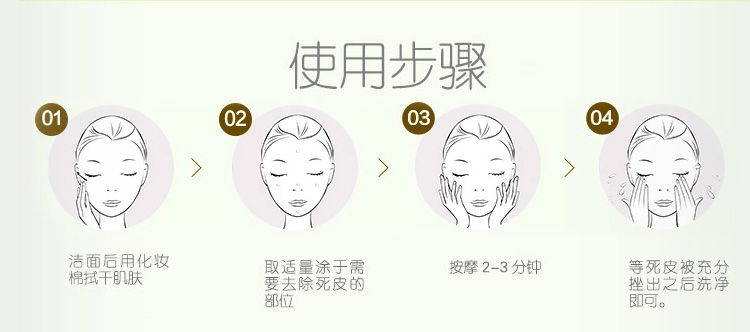 使用步骤
01
02
03
04
洁面后用化妆
棉拭干肌肤
取适量涂于需
要去除死皮的
部位
按摩 2-3 分钟
等死皮被充分
挫出之后洗净
即可。